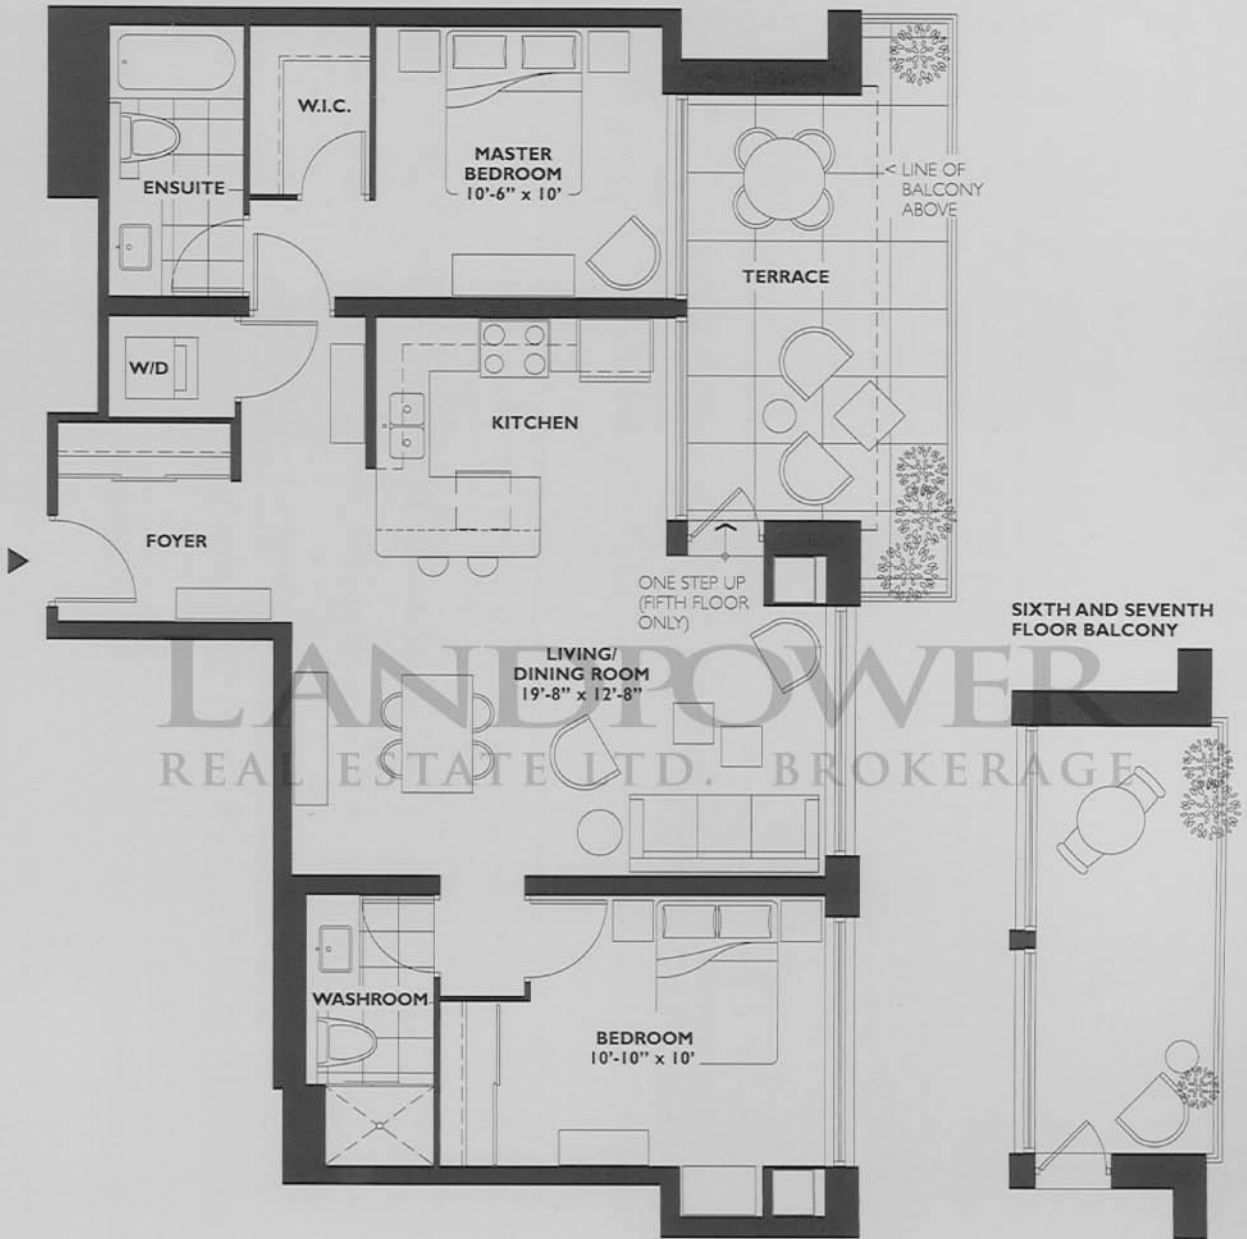 W.I.C.
MASTER
BEDROOM
10'-6" x 10'
ENSUITE
< LINE OF
BALCONY
ABOVE
TERRACE
W/D
KITCHEN
FOYER
ONE STEP UP
(FIFTH FLOOR
ONLY)
SIXTH AND SEVENTH
FLOOR BALCONY
LIVING/
DINING ROOM
19'-8" x 12'-8"
LANDPOWER
REAL ESTATE LTD. BROKERAGE
WASHROOM
BEDROOM
10'-10" x 10'